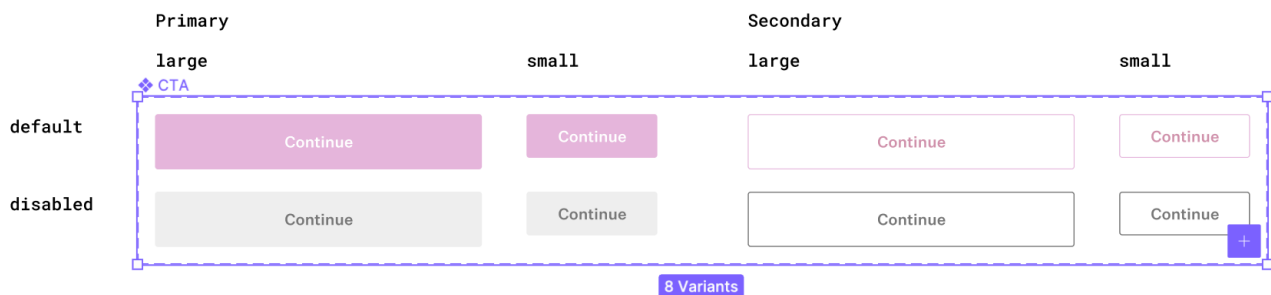 Primary Secondary
large small large small
CTA
default Continue Continue Continue Continue
disabled Continue Continue Continue Continue
+
8 Variants